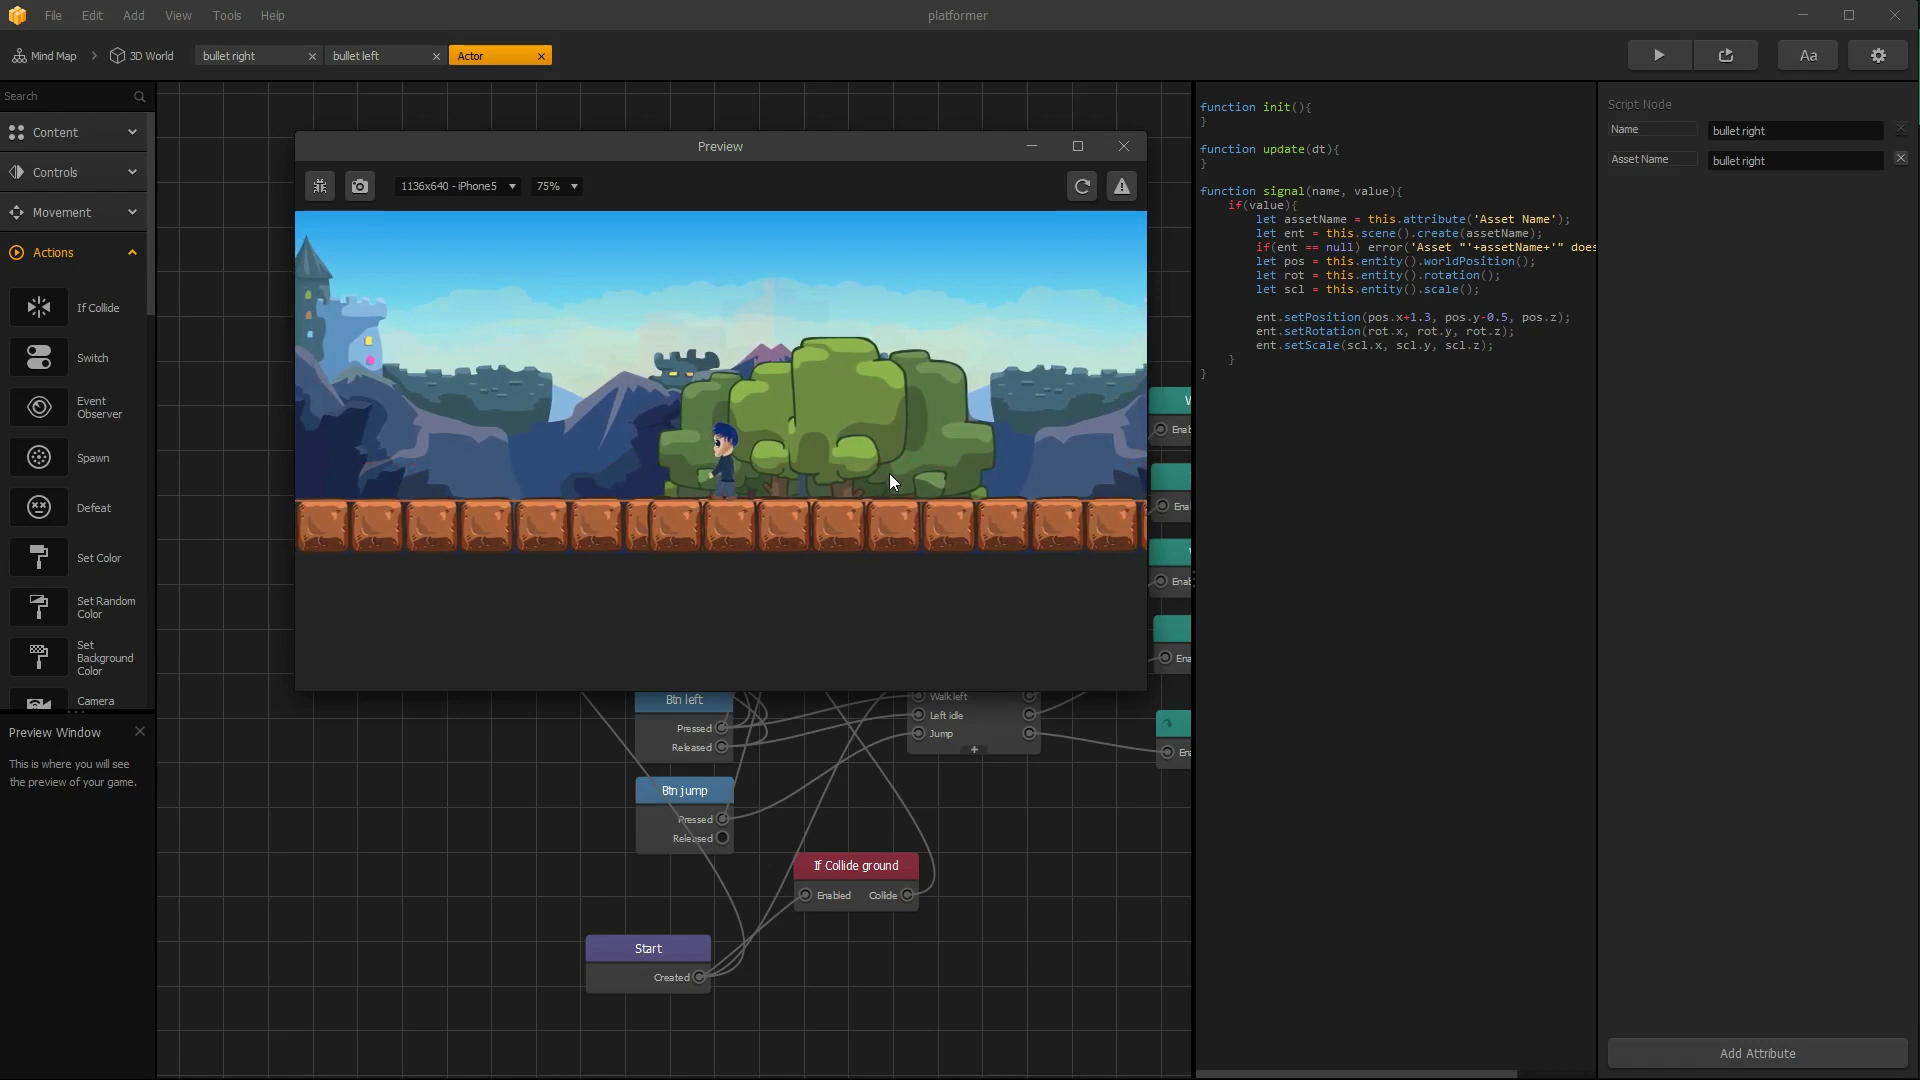 File Edit Add View Tools Help
platformer
Mind Map
3D World
bullet right
bullet left
Actor
Aa
Search
Content
Controls
Movement
Actions
If Collide
Switch
Event
Observer
Spawn
Defeat
Set Color
Set Random
Color
Set
Background
Color
Camera
Preview Window
This is where you will see
the preview of your game.
Preview
1136x640 - iPhone5
75%
Btn left
Pressed
Released
Btn jump
Pressed
Released
Walk left
Left idle
Jump
If Collide ground
Enabled
Collide
Start
Created
function init(){
}
function update(dt){
}
function signal(name, value){
if(value){
let assetName = this.attribute('Asset Name');
let ent = this.scene().create(assetName);
if(ent == null) error('Asset "'+assetName+'" does
let pos = this.entity().worldPosition();
let rot = this.entity().rotation();
let scl = this.entity().scale();
ent.setPosition(pos.x+1.3, pos.y-0.5, pos.z);
ent.setRotation(rot.x, rot.y, rot.z);
ent.setScale(scl.x, scl.y, scl.z);
}
}
Script Node
Name
bullet right
Asset Name
bullet right
Add Attribute